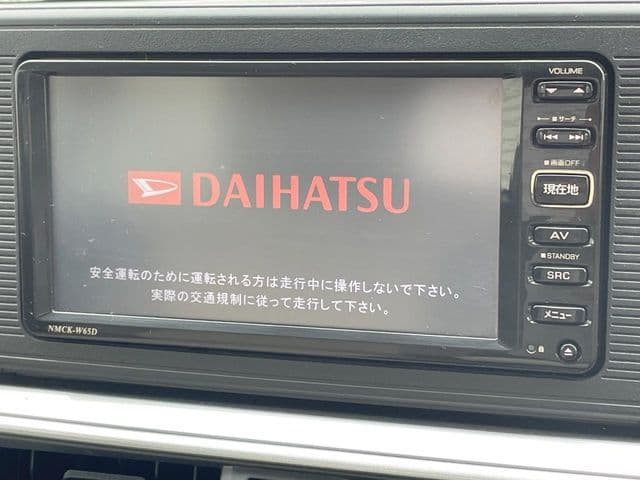 VOLUME
サーチ
画面OFF
現在地
AV
STANDBY
SRC
メニュー
DAIHATSU
安全運転のために運転される方は走行中に操作しないで下さい。
実際の交通規制に従って走行して下さい。
NMCK-W65D